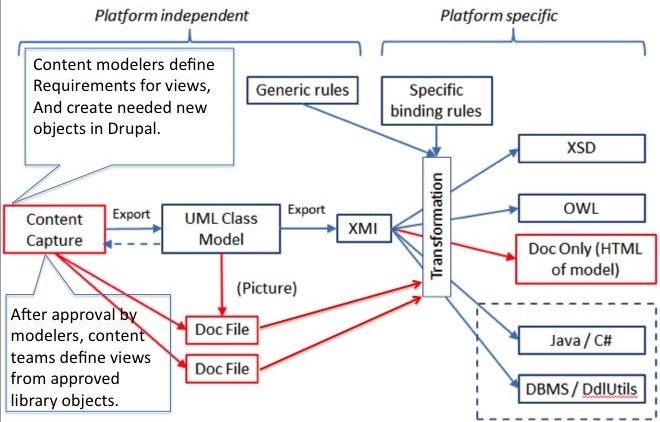 Platform independent
Platform specific
Content modelers define
Requirements for views,
And create needed new
objects in Drupal.
Generic rules
Specific
binding rules
XSD
Content
Capture
Export
UML Class
Model
Export
XMI
Transformation
OWL
Doc Only (HTML
of model)
(Picture)
After approval by
modelers, content
teams define views
from approved
library objects.
Doc File
Doc File
Java / C#
DBMS / DdlUtils